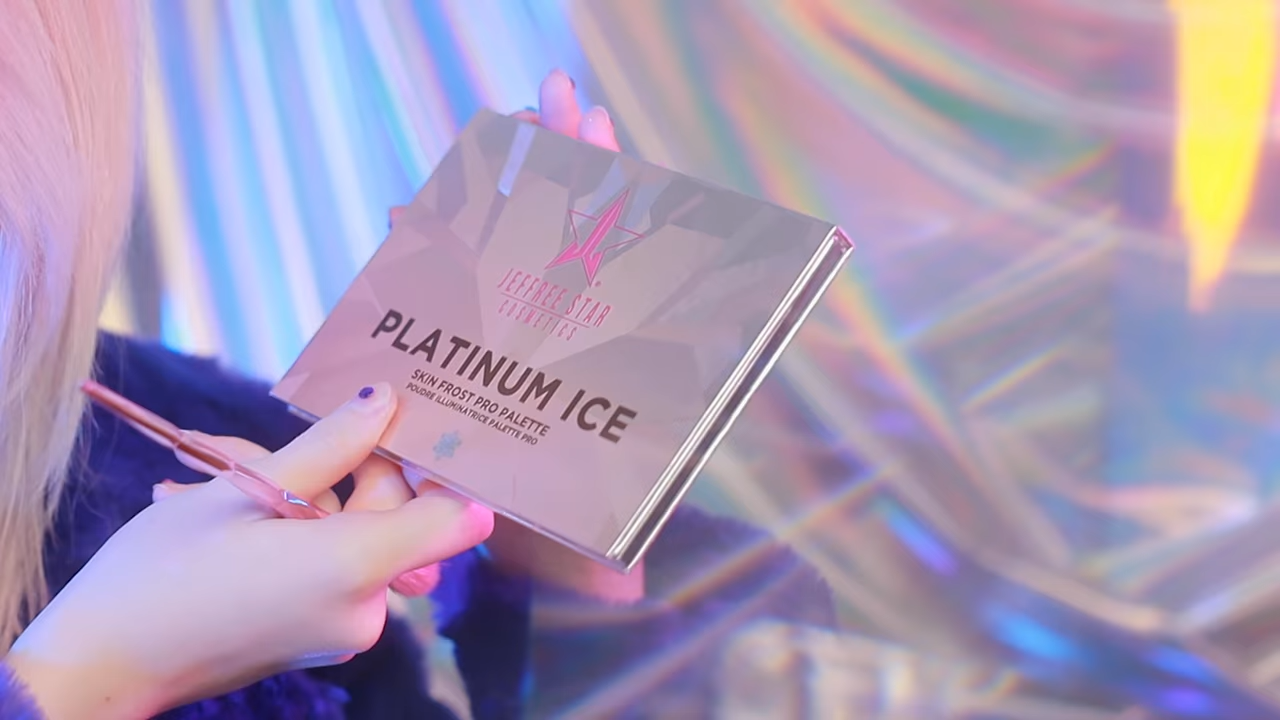 JEFFREE STAR
COSMETICS
PLATINUM ICE
SKIN FROST PRO PALETTE
POUDRE ILLUMINATRICE PALETTE PRO